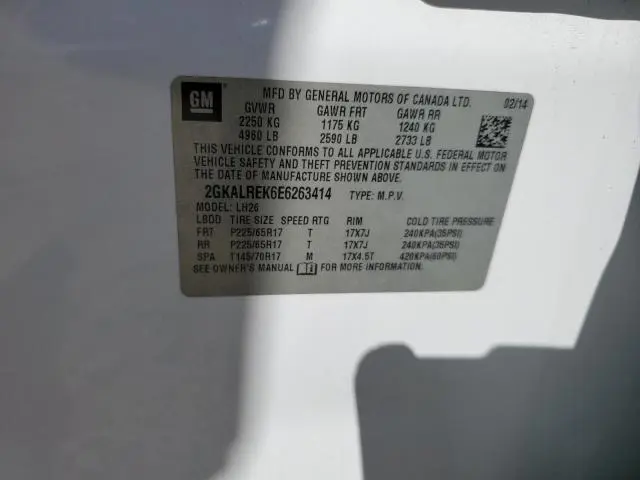 GM
MFD BY GENERAL MOTORS OF CANADA LTD. 02/14
GVWR GAWR FRT GAWR RR
2250 KG 1175 KG 1240 KG
4960 LB 2590 LB 2733 LB
THIS VEHICLE CONFORMS TO ALL APPLICABLE U.S. FEDERAL MOTOR
VEHICLE SAFETY AND THEFT PREVENTION STANDARDS IN EFFECT ON
THE DATE OF MANUFACTURE SHOWN ABOVE.
2GKALREK6E6263414 TYPE: M.P.V.
MODEL: LH26
LBDD TIRE SIZE SPEED RTG RIM COLD TIRE PRESSURE
FRT P225/65R17 T 17X7J 240KPA(35PSI)
RR P225/65R17 T 17X7J 240KPA(35PSI)
SPA T145/70R17 M 17X4.5T 420KPA(60PSI)
SEE OWNER'S MANUAL FOR MORE INFORMATION.